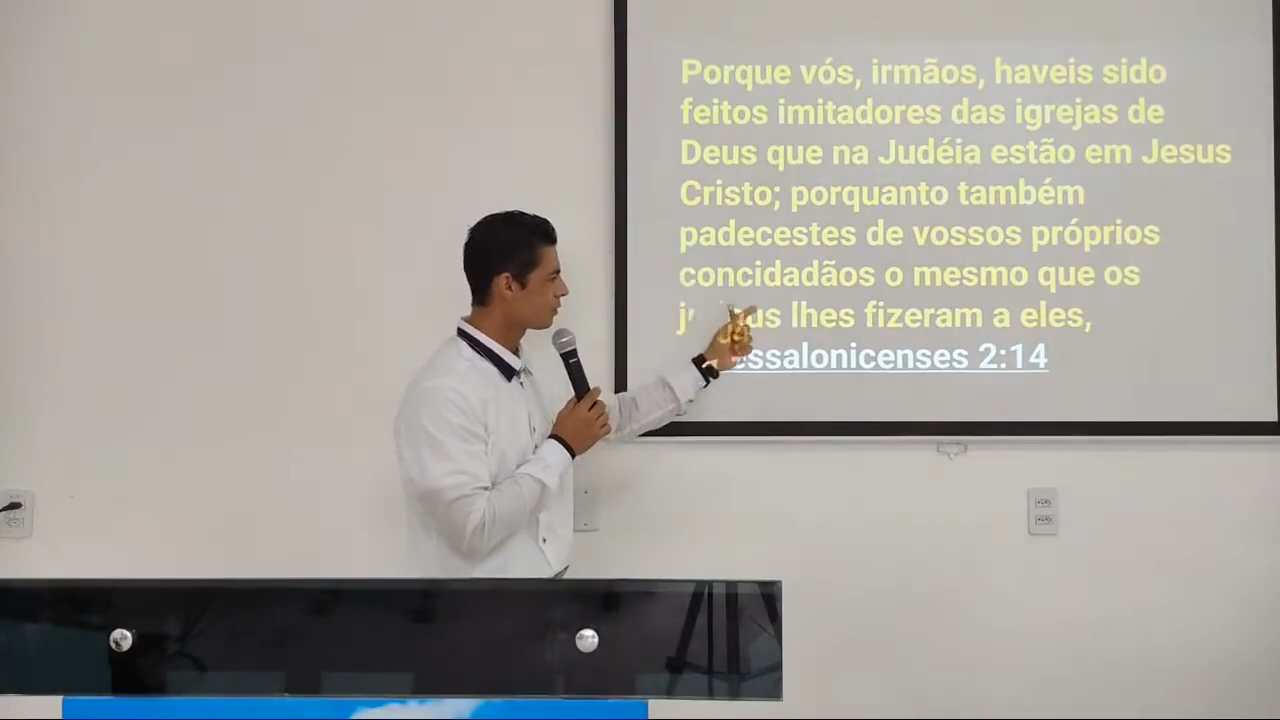 Porque vós, irmãos, haveis sido
feitos imitadores das igrejas de
Deus que na Judéia estão em Jesus
Cristo; porquanto também
padecestes de vossos próprios
concidadãos o mesmo que os
lhes fizeram a eles,
2:14